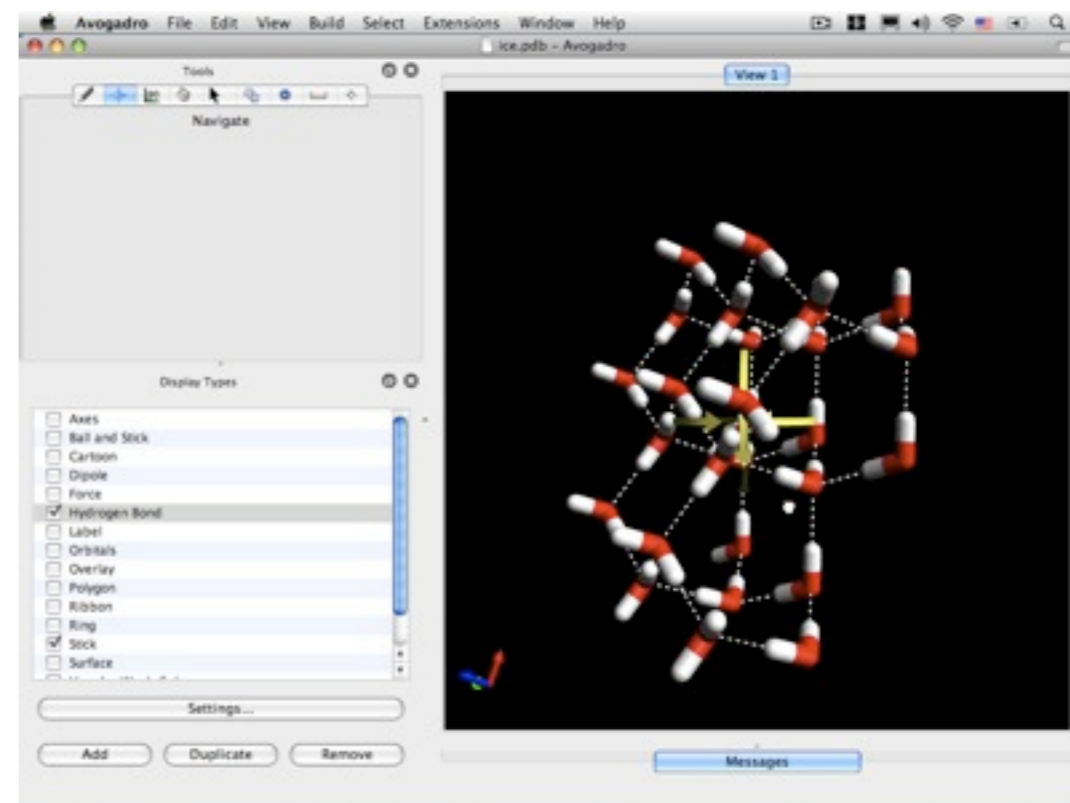 Avogadro File Edit View Build Select Extensions Window Help
ice.pdb - Avogadro
Tools
View 1
Navigate
Display Types
Axes
Ball and Stick
Cartoon
Dipole
Force
Hydrogen Bond
Label
Orbitals
Overlay
Polygon
Ribbon
Ring
Stick
Surface
Settings...
Add Duplicate Remove
Messages